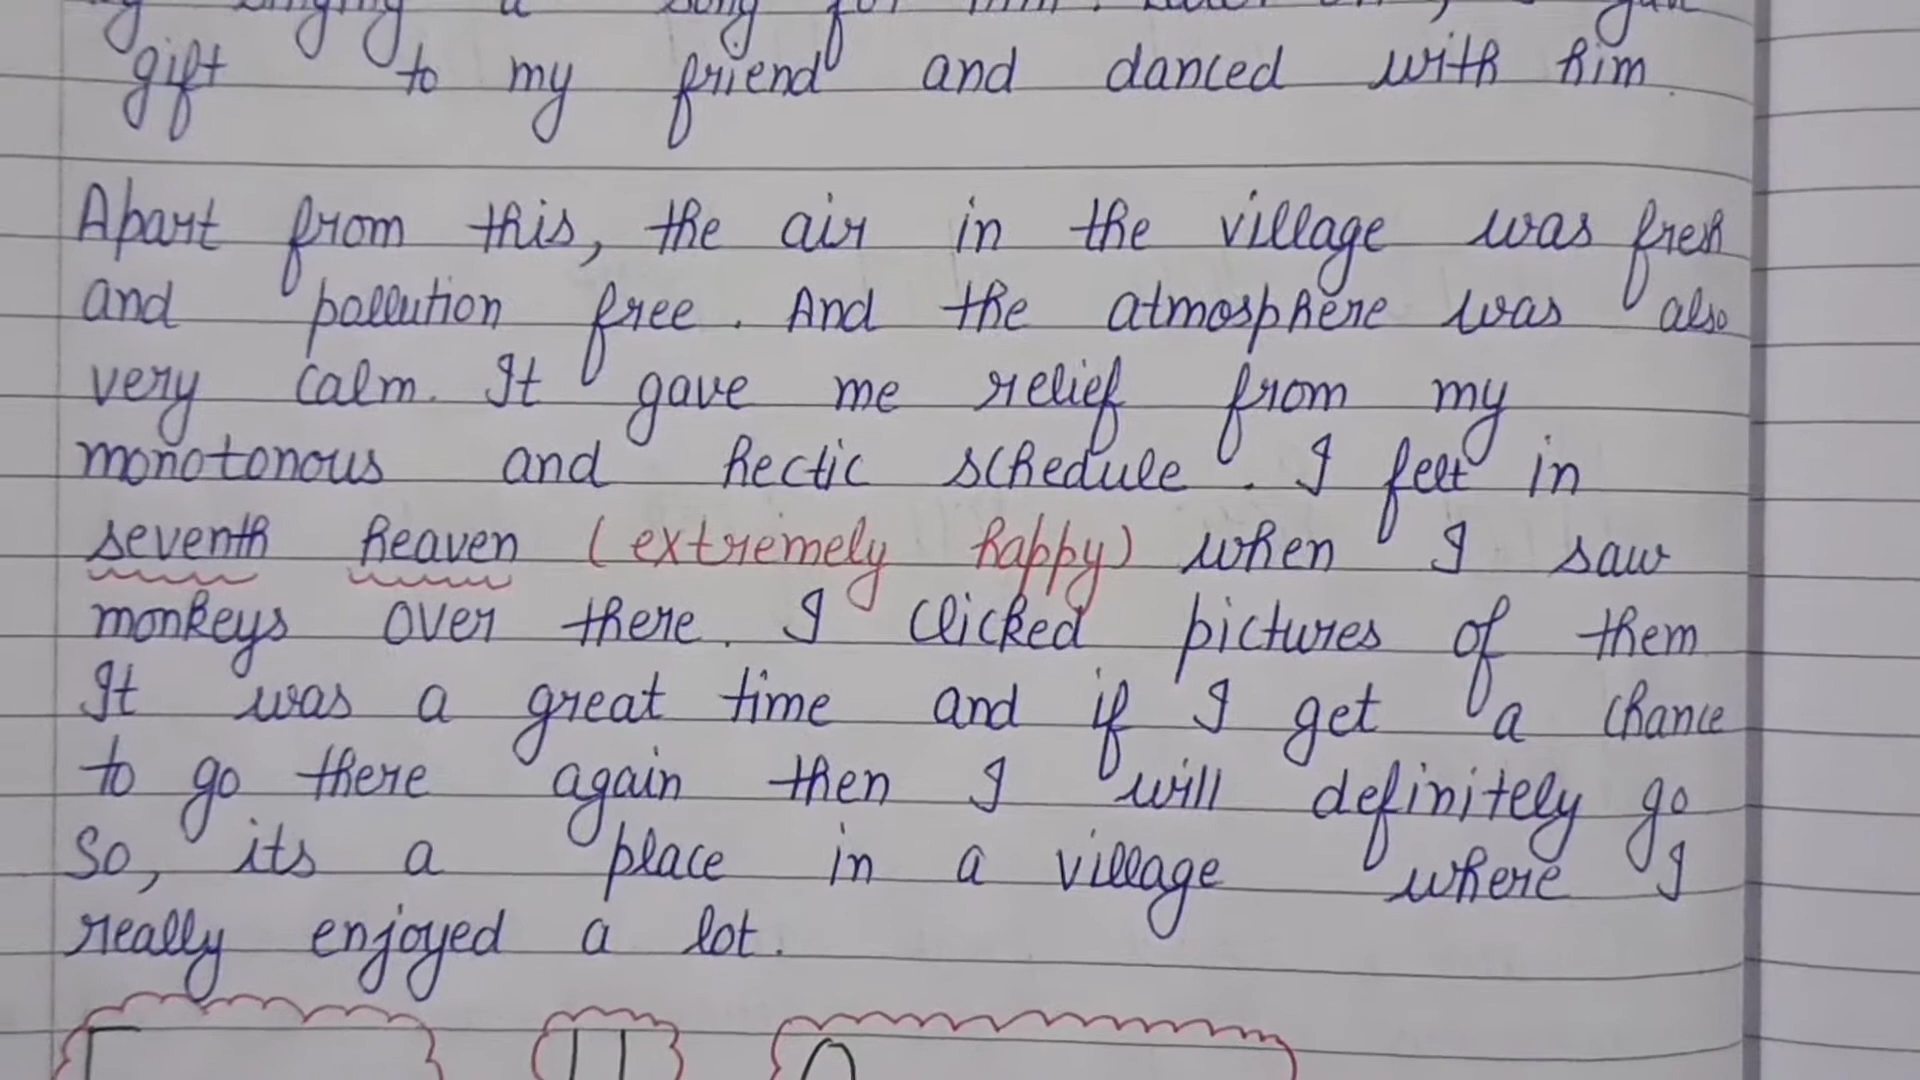 singing a song for him.
gift to my friend and danced with him.
Apart from this, the air in the village was fresh
and pollution free. And the atmosphere was also
very calm. It gave me relief from my
monotonous and hectic schedule. I felt in
seventh heaven (extremely happy) when I saw
monkeys over there. I clicked pictures of them
It was a great time and if I get a chance
to go there again then I will definitely go
So, its a place in a village where I
really enjoyed a lot.